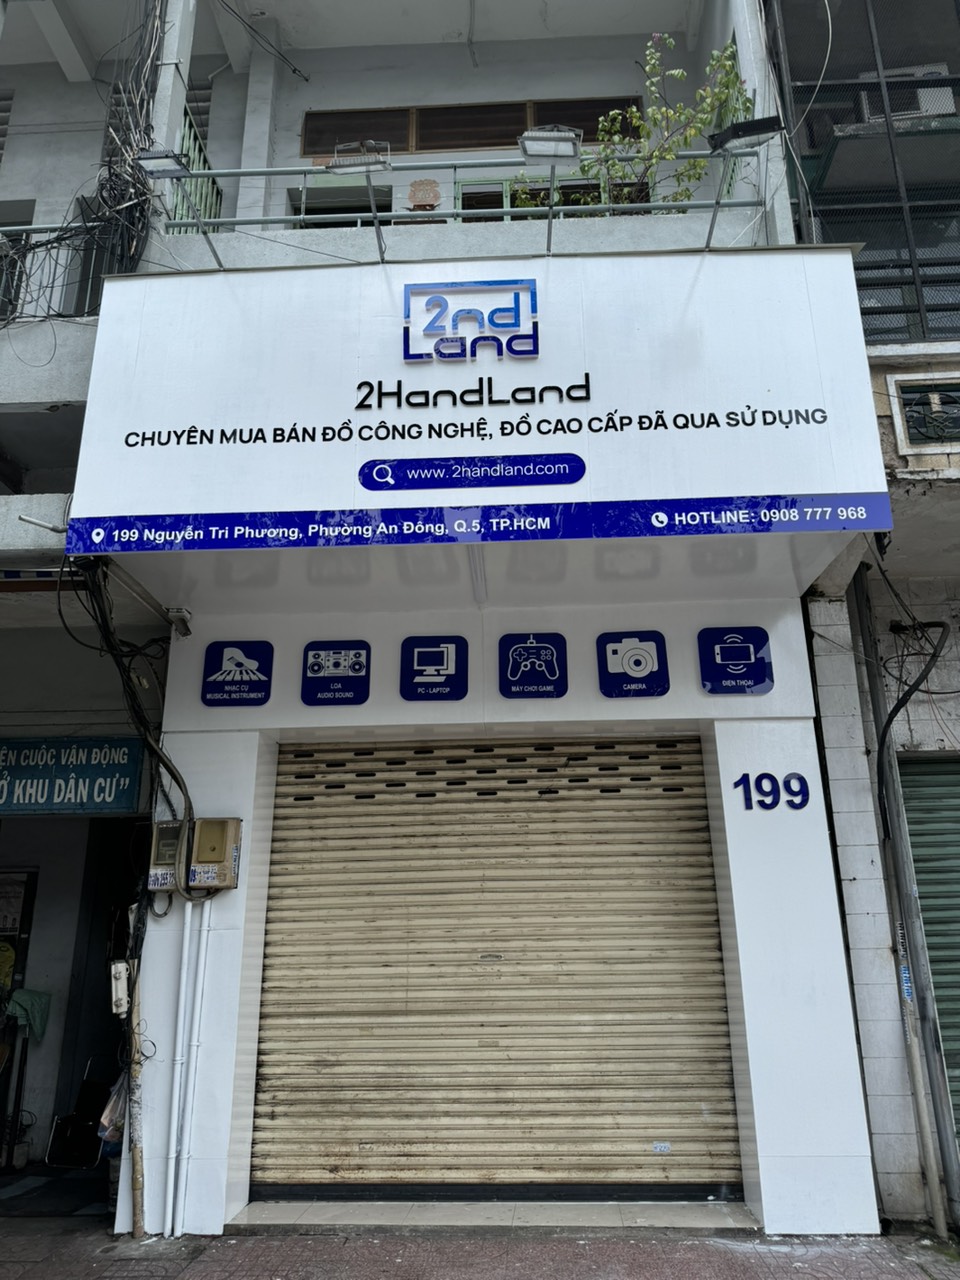 2nd
Land
2HandLand
CHUYÊN MUA BÁN ĐỒ CÔNG NGHỆ, ĐỒ CAO CẤP ĐÃ QUA SỬ DỤNG
www.2handland.com
199 Nguyễn Tri Phương, Phường An Đông, Q.5, TP.HCM
HOTLINE: 0908 777 968
NHẠC CỤ
MUSICAL INSTRUMENT
LOA
AUDIO SOUND
PC - LAPTOP
MÁY CHƠI GAME
CAMERA
ĐIỆN THOẠI
199
ỆN CUỘC VẬN ĐỘNG
Ở KHU DÂN CƯ”